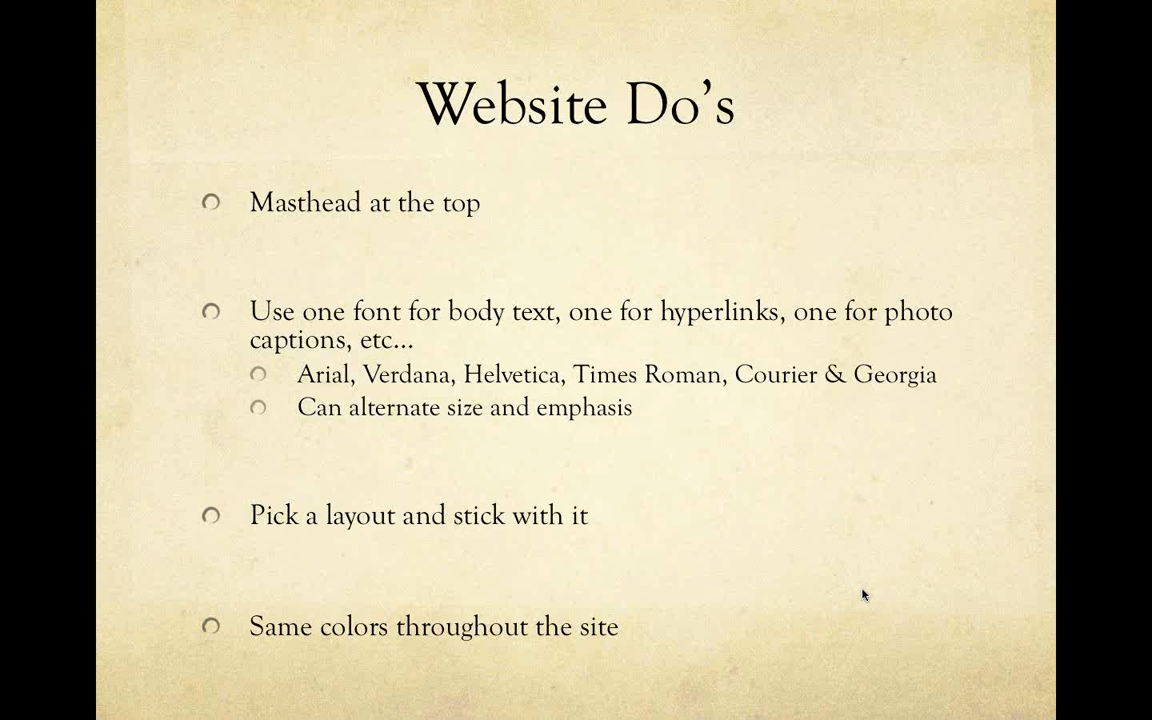 Website Do’s
Masthead at the top
Use one font for body text, one for hyperlinks, one for photo
captions, etc...
Arial, Verdana, Helvetica, Times Roman, Courier & Georgia
Can alternate size and emphasis
Pick a layout and stick with it
Same colors throughout the site